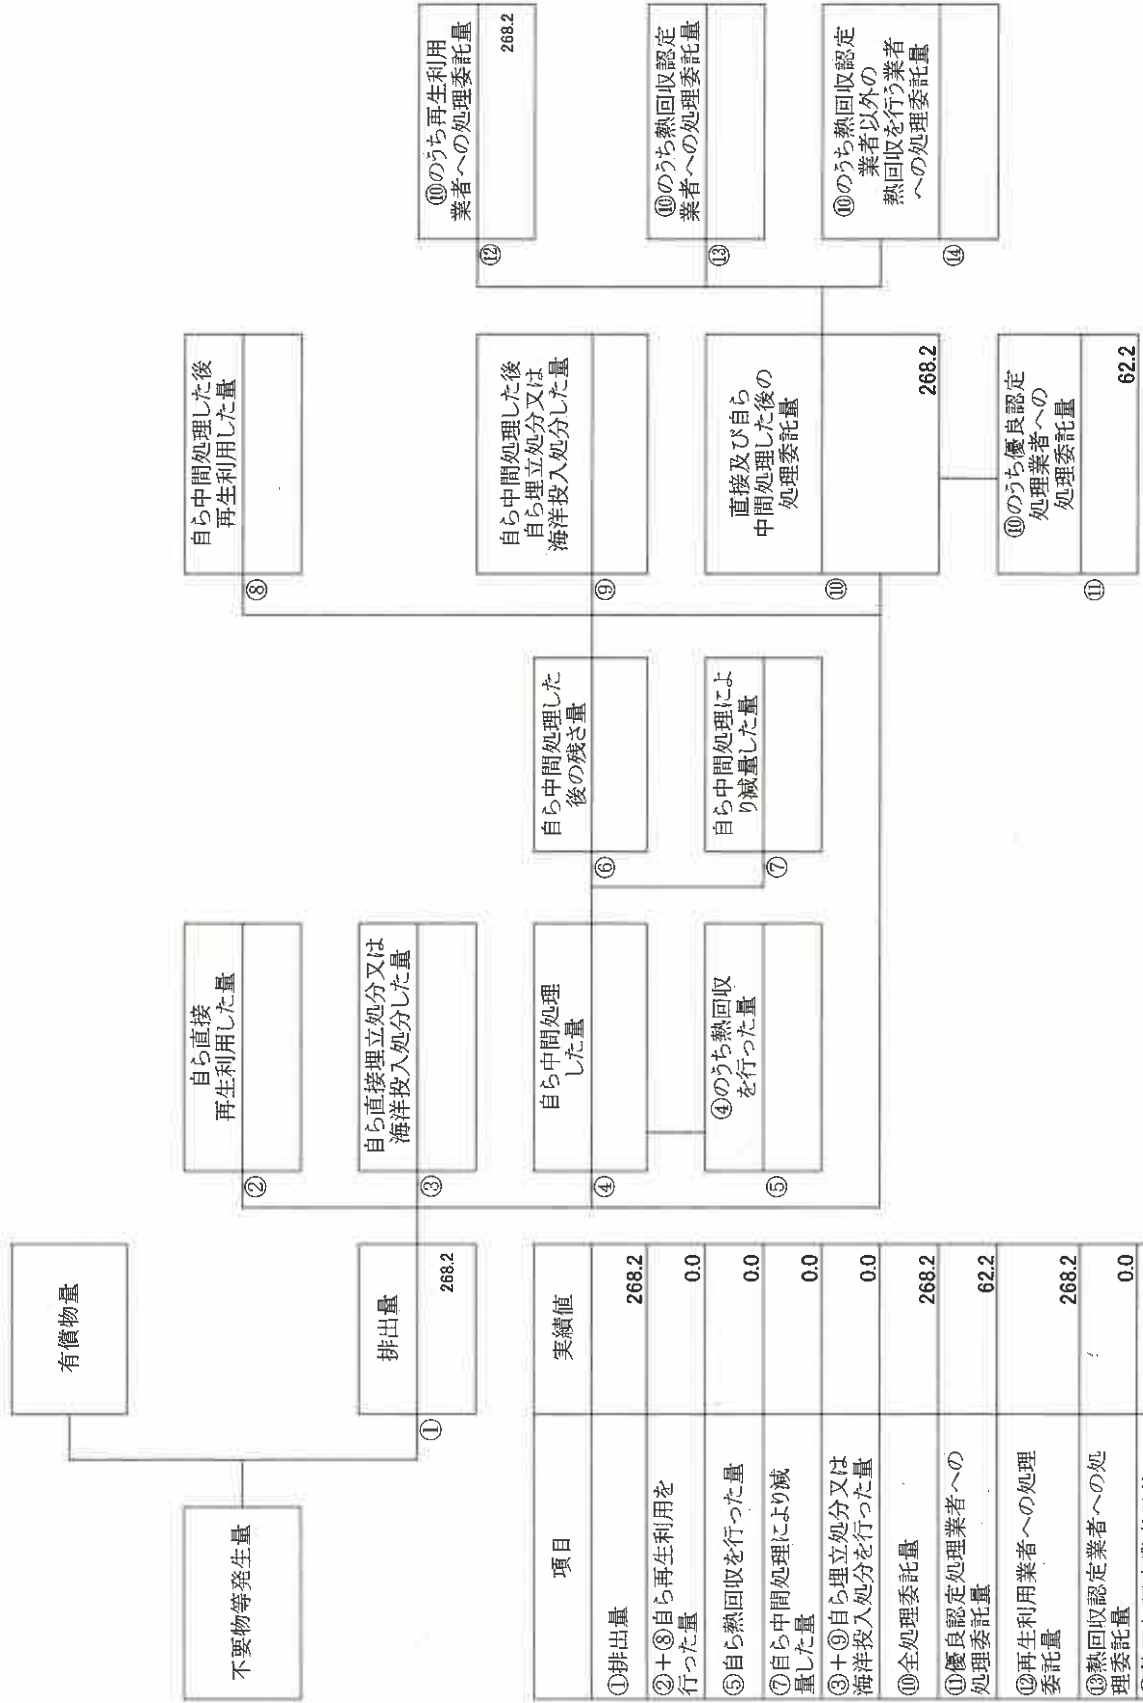 不要物等発生量
有償物量
①
排出量
268.2
②
自ら直接
再生利用した量
③
自ら直接埋立処分又は
海洋投入処分した量
④
自ら中間処理
した量
⑤
④のうち熱回収
を行った量
⑥
自ら中間処理した
後の残さ量
⑦
自ら中間処理によ
り減量した量
⑧
自ら中間処理した後
再生利用した量
⑨
自ら中間処理した後
自ら埋立処分又は
海洋投入処分した量
⑩
直接及び自ら
中間処理した後の
処理委託量
268.2
⑪
⑩のうち優良認定
処理業者への
処理委託量
62.2
⑫
⑩のうち再生利用
業者への処理委託量
268.2
⑬
⑩のうち熱回収認定
業者への処理委託量
⑭
⑩のうち熱回収認定
業者以外の
熱回収を行う業者
への処理委託量
項目 実績値
①排出量 268.2
②+⑧自ら再生利用を
行った量 0.0
⑤自ら熱回収を行った量 0.0
⑦自ら中間処理により減
量した量 0.0
③+⑨自ら埋立処分又は
海洋投入処分を行った量 0.0
⑩全処理委託量 268.2
⑪優良認定処理業者への
処理委託量 62.2
⑫再生利用業者への処理
委託量 268.2
⑬熱回収認定業者への処
理委託量 0.0